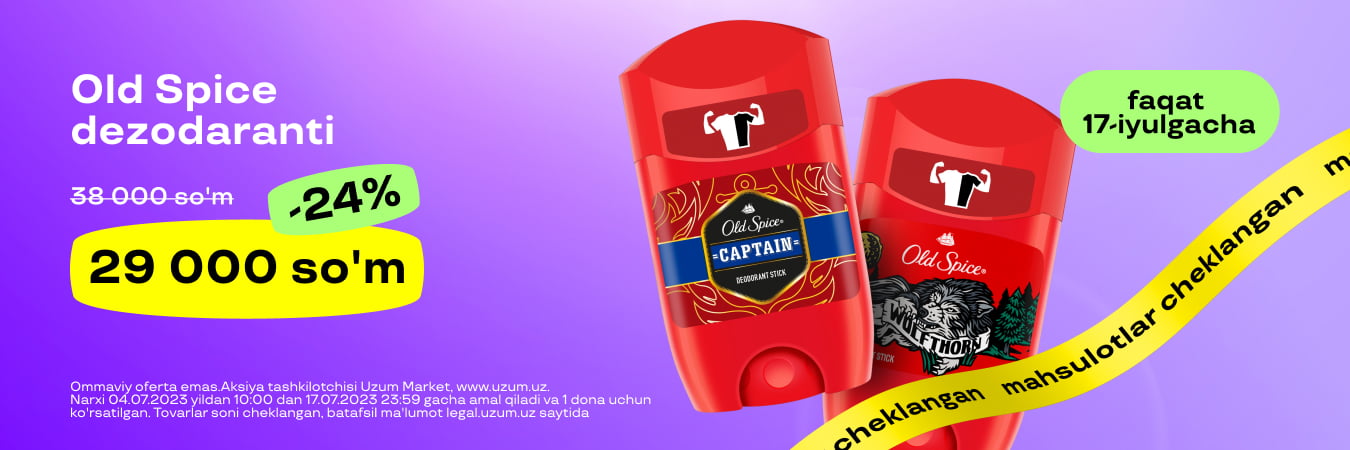 Old Spice
dezodaranti
38 000 so'm
-24%
29 000 so'm
Ommaviy oferta emas.Aksiya tashkilotchisi Uzum Market, www.uzum.uz.
Narxi 04.07.2023 yildan 10:00 dan 17.07.2023 23:59 gacha amal qiladi va 1 dona uchun
ko'rsatilgan. Tovarlar soni cheklangan, batafsil ma'lumot legal.uzum.uz saytida
Old Spice®
CAPTAIN
DEODORANT STICK
Old Spice®
WOLFTHORN
STICK
faqat
17-iyulgacha
cheklangan mahsulotlar cheklangan